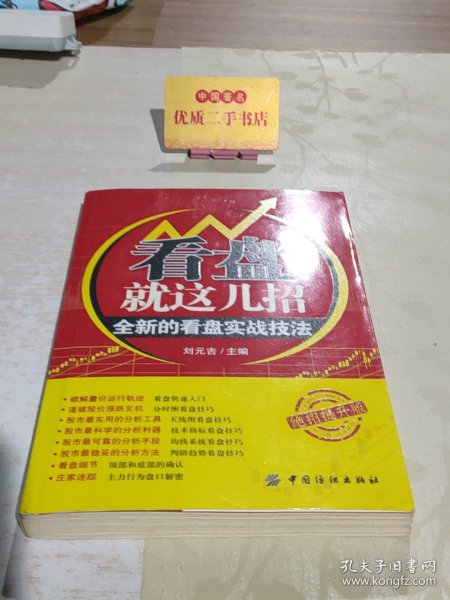 中国著名
优质二手书店
看盘
就这几招
全新的看盘实战技法
刘元吉/主编
• 破解量价运行轨迹 看盘快速入门
• 道破股价涨跌玄机 分时图看盘技巧
• 股市最实用的分析工具 K线图看盘技巧
• 股市最科学的分析利器 技术指标看盘技巧
• 股市最可靠的分析手段 均线系统看盘技巧
• 股市最稳妥的分析方法 判研趋势看盘技巧
• 看盘细节 顶部和底部的确认
• 庄家迷踪 主力行为盘口解密
中国纺织出版社
孔夫子旧书网
www.kongfz.com